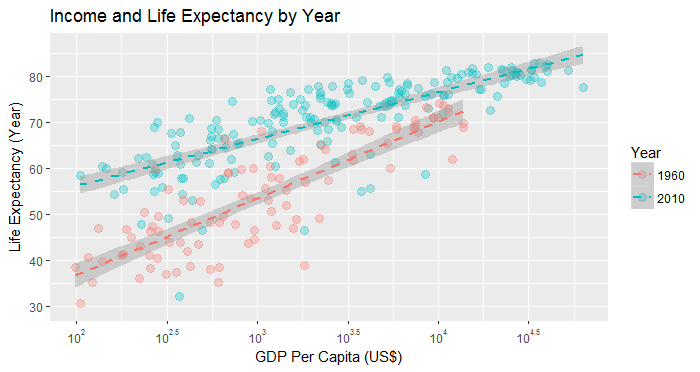 Income and Life Expectancy by Year
80
70
60
50
40
30
Life Expectancy (Year)
10^2 10^2.5 10^3 10^3.5 10^4 10^4.5
GDP Per Capita (US$)
Year
1960
2010